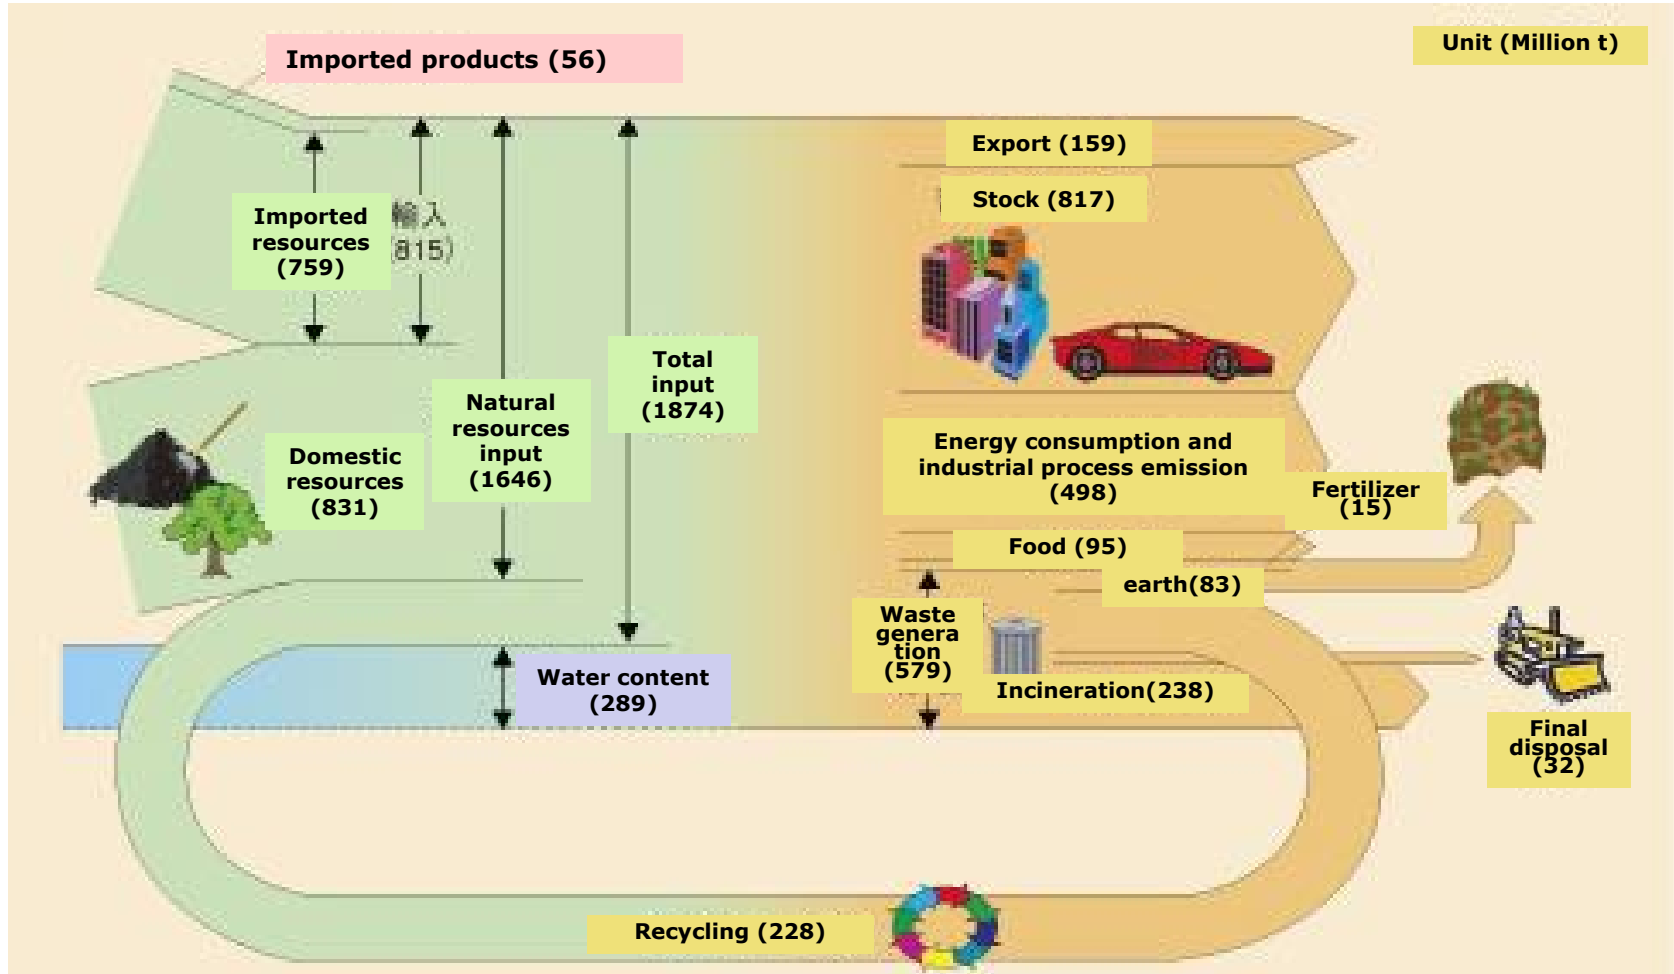 Imported products (56)
Unit (Million t)
Export (159)
Stock (817)
Imported
resources
(759)
輸入
(815)
Total
input
(1874)
Natural
resources
input
(1646)
Domestic
resources
(831)
Energy consumption and
industrial process emission
(498)
Fertilizer
(15)
Food (95)
earth(83)
Waste
genera
tion
(579)
Water content
(289)
Incineration(238)
Final
disposal
(32)
Recycling (228)